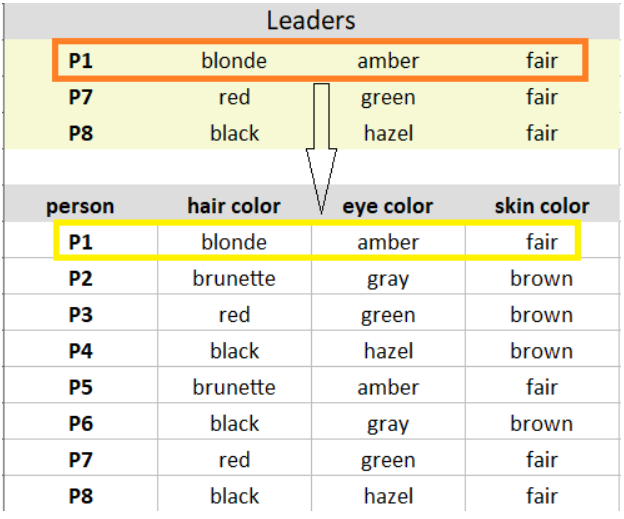 Leaders
P1 blonde amber fair
P7 red green fair
P8 black hazel fair
person hair color eye color skin color
P1 blonde amber fair
P2 brunette gray brown
P3 red green brown
P4 black hazel brown
P5 brunette amber fair
P6 black gray brown
P7 red green fair
P8 black hazel fair